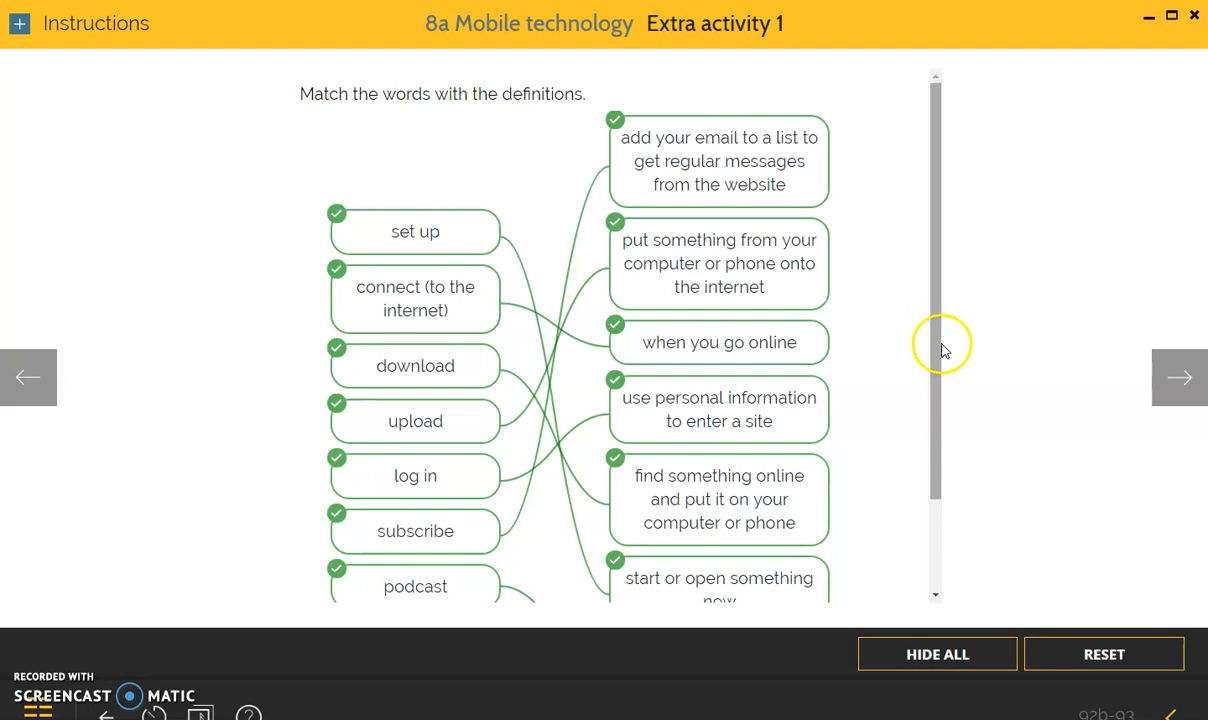 Instructions
8a Mobile technology Extra activity 1
Match the words with the definitions.
set up
connect (to the
internet)
download
upload
log in
subscribe
podcast
add your email to a list to
get regular messages
from the website
put something from your
computer or phone onto
the internet
when you go online
use personal information
to enter a site
find something online
and put it on your
computer or phone
start or open something
new
HIDE ALL
RESET
RECORDED WITH
SCREENCAST MATIC
92b-93